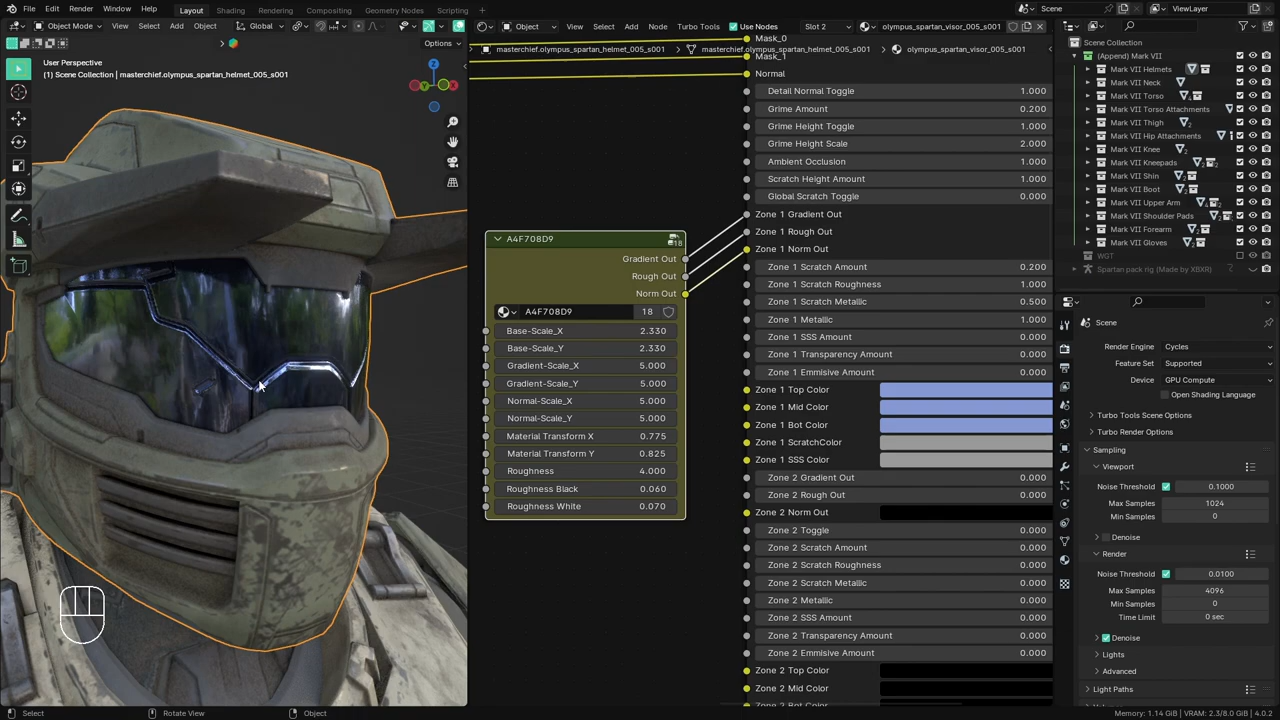 File Edit Render Window Help Layout Rendering Compositing Geometry Nodes Scripting Scene ViewLayer
View Select Add Object Global Object View Select Add Node Turbo Tools Use Nodes Slot 2 olympus_spartan_visor_005_s001
Options
User Perspective
(1) Scene Collection | masterchief.olympus_spartan_helmet_005_s001
masterchief.olympus_spartan_helmet_005_s001 masterchief.olympus_spartan_helmet_005_s001 olympus_spartan_visor_005_s001
Z
X
Mask_0
Mask_1
Normal
Detail Normal Toggle 1.000
Grime Amount 0.200
Grime Height Toggle 1.000
Grime Height Scale 2.000
Ambient Occlusion 1.000
Scratch Height Amount 1.000
Global Scratch Toggle 1.000
Zone 1 Gradient Out
Zone 1 Rough Out
Zone 1 Norm Out
Zone 1 Scratch Amount 0.200
Zone 1 Scratch Roughness 1.000
Zone 1 Scratch Metallic 0.500
Zone 1 Metallic 1.000
Zone 1 SSS Amount 0.000
Zone 1 Transparency Amount 0.000
Zone 1 Emmisive Amount 0.000
Zone 1 Top Color
Zone 1 Mid Color
Zone 1 Bot Color
Zone 1 ScratchColor
Zone 1 SSS Color
Zone 2 Gradient Out 0.000
Zone 2 Rough Out 0.000
Zone 2 Norm Out
Zone 2 Toggle 0.000
Zone 2 Scratch Amount 0.000
Zone 2 Scratch Roughness 0.000
Zone 2 Scratch Metallic 0.000
Zone 2 Metallic 0.000
Zone 2 SSS Amount 0.000
Zone 2 Transparency Amount 0.000
Zone 2 Emmisive Amount 0.000
Zone 2 Top Color
Zone 2 Mid Color
Zone 2 Bot Color
A4F708D9 18
Gradient Out
Rough Out
Norm Out
A4F708D9 18
Base-Scale_X 2.330
Base-Scale_Y 2.330
Gradient-Scale_X 5.000
Gradient-Scale_Y 5.000
Normal-Scale_X 5.000
Normal-Scale_Y 5.000
Material Transform X 0.775
Material Transform Y 0.825
Roughness 4.000
Roughness Black 0.060
Roughness White 0.070
Scene Collection
(Append) Mark VII
Mark VII Helmets
Mark VII Neck
Mark VII Torso
Mark VII Torso Attachments
Mark VII Thigh
Mark VII Hip Attachments
Mark VII Knee
Mark VII Kneepads
Mark VII Shin
Mark VII Boot
Mark VII Upper Arm
Mark VII Shoulder Pads
Mark VII Forearm
Mark VII Gloves
WGT
Spartan pack rig (Made by XBXR)
Scene
Render Engine Cycles
Feature Set Supported
Device GPU Compute
Open Shading Language
Turbo Tools Scene Options
Turbo Render Options
Sampling
Viewport
Noise Threshold 0.1000
Max Samples 1024
Min Samples 0
Denoise
Render
Noise Threshold 0.0100
Max Samples 4096
Min Samples 0
Time Limit 0 sec
Denoise
Lights
Advanced
Light Paths
Select Rotate View Object Memory: 1.14 GiB | VRAM: 2.3/8.0 GiB | 4.0.2